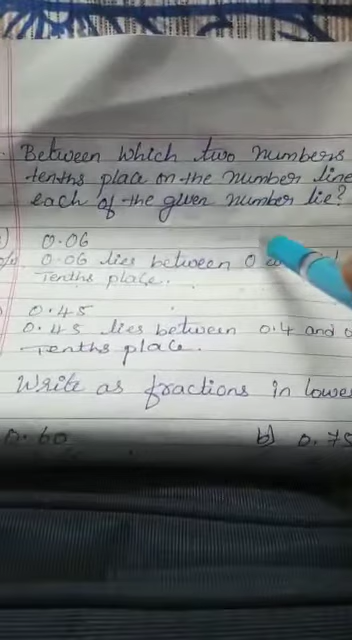 Between which two numbers
tenths place on the number line
each of the given number lie?
0.06
0.06 lies between 0
Tenths place.
0.45
0.45 lies between 0.4 and
Tenths place.
Write as fractions in
0.60 b) 0.75